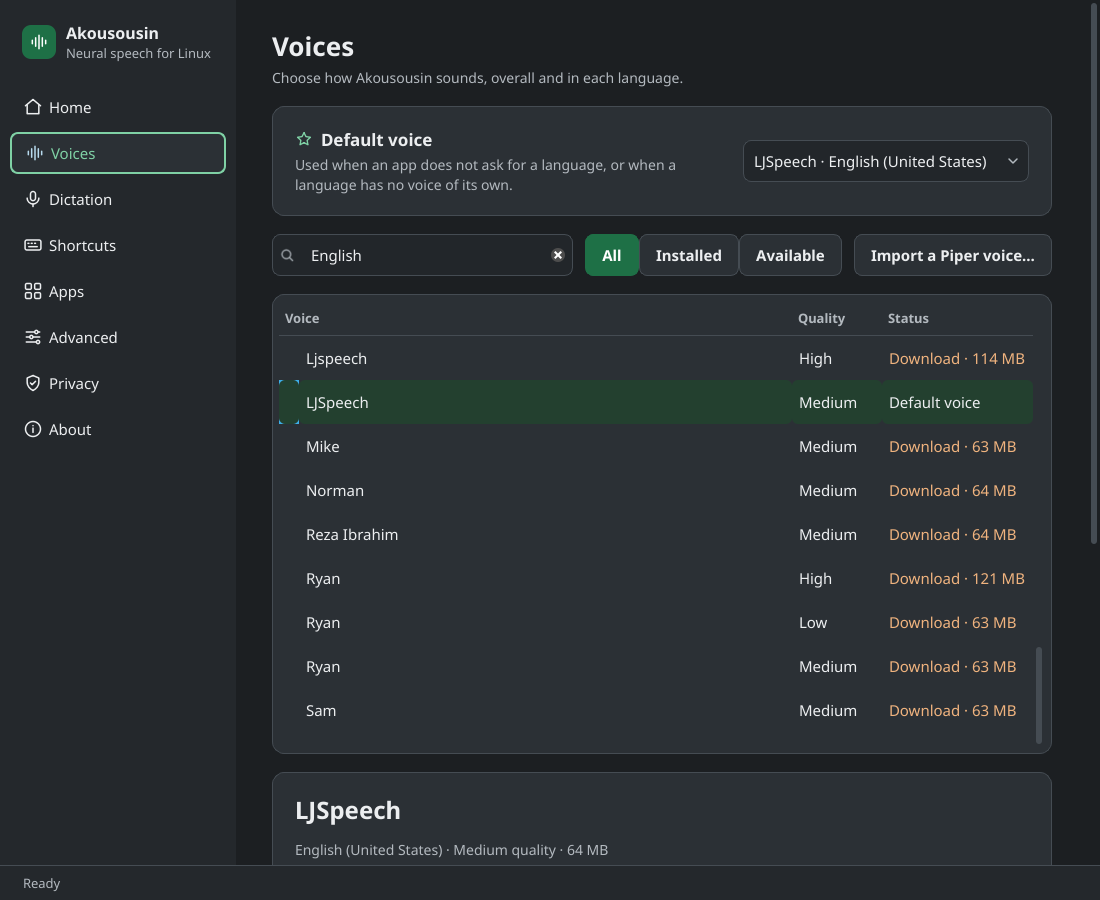 Akousousin
Neural speech for Linux
Home
Voices
Dictation
Shortcuts
Apps
Advanced
Privacy
About
Voices
Choose how Akousousin sounds, overall and in each language.
Default voice
Used when an app does not ask for a language, or when a
language has no voice of its own.
LJSpeech · English (United States)
English
All
Installed
Available
Import a Piper voice...
Voice Quality Status
Ljspeech High Download · 114 MB
LJSpeech Medium Default voice
Mike Medium Download · 63 MB
Norman Medium Download · 64 MB
Reza Ibrahim Medium Download · 64 MB
Ryan High Download · 121 MB
Ryan Low Download · 63 MB
Ryan Medium Download · 63 MB
Sam Medium Download · 63 MB
LJSpeech
English (United States) · Medium quality · 64 MB
Ready